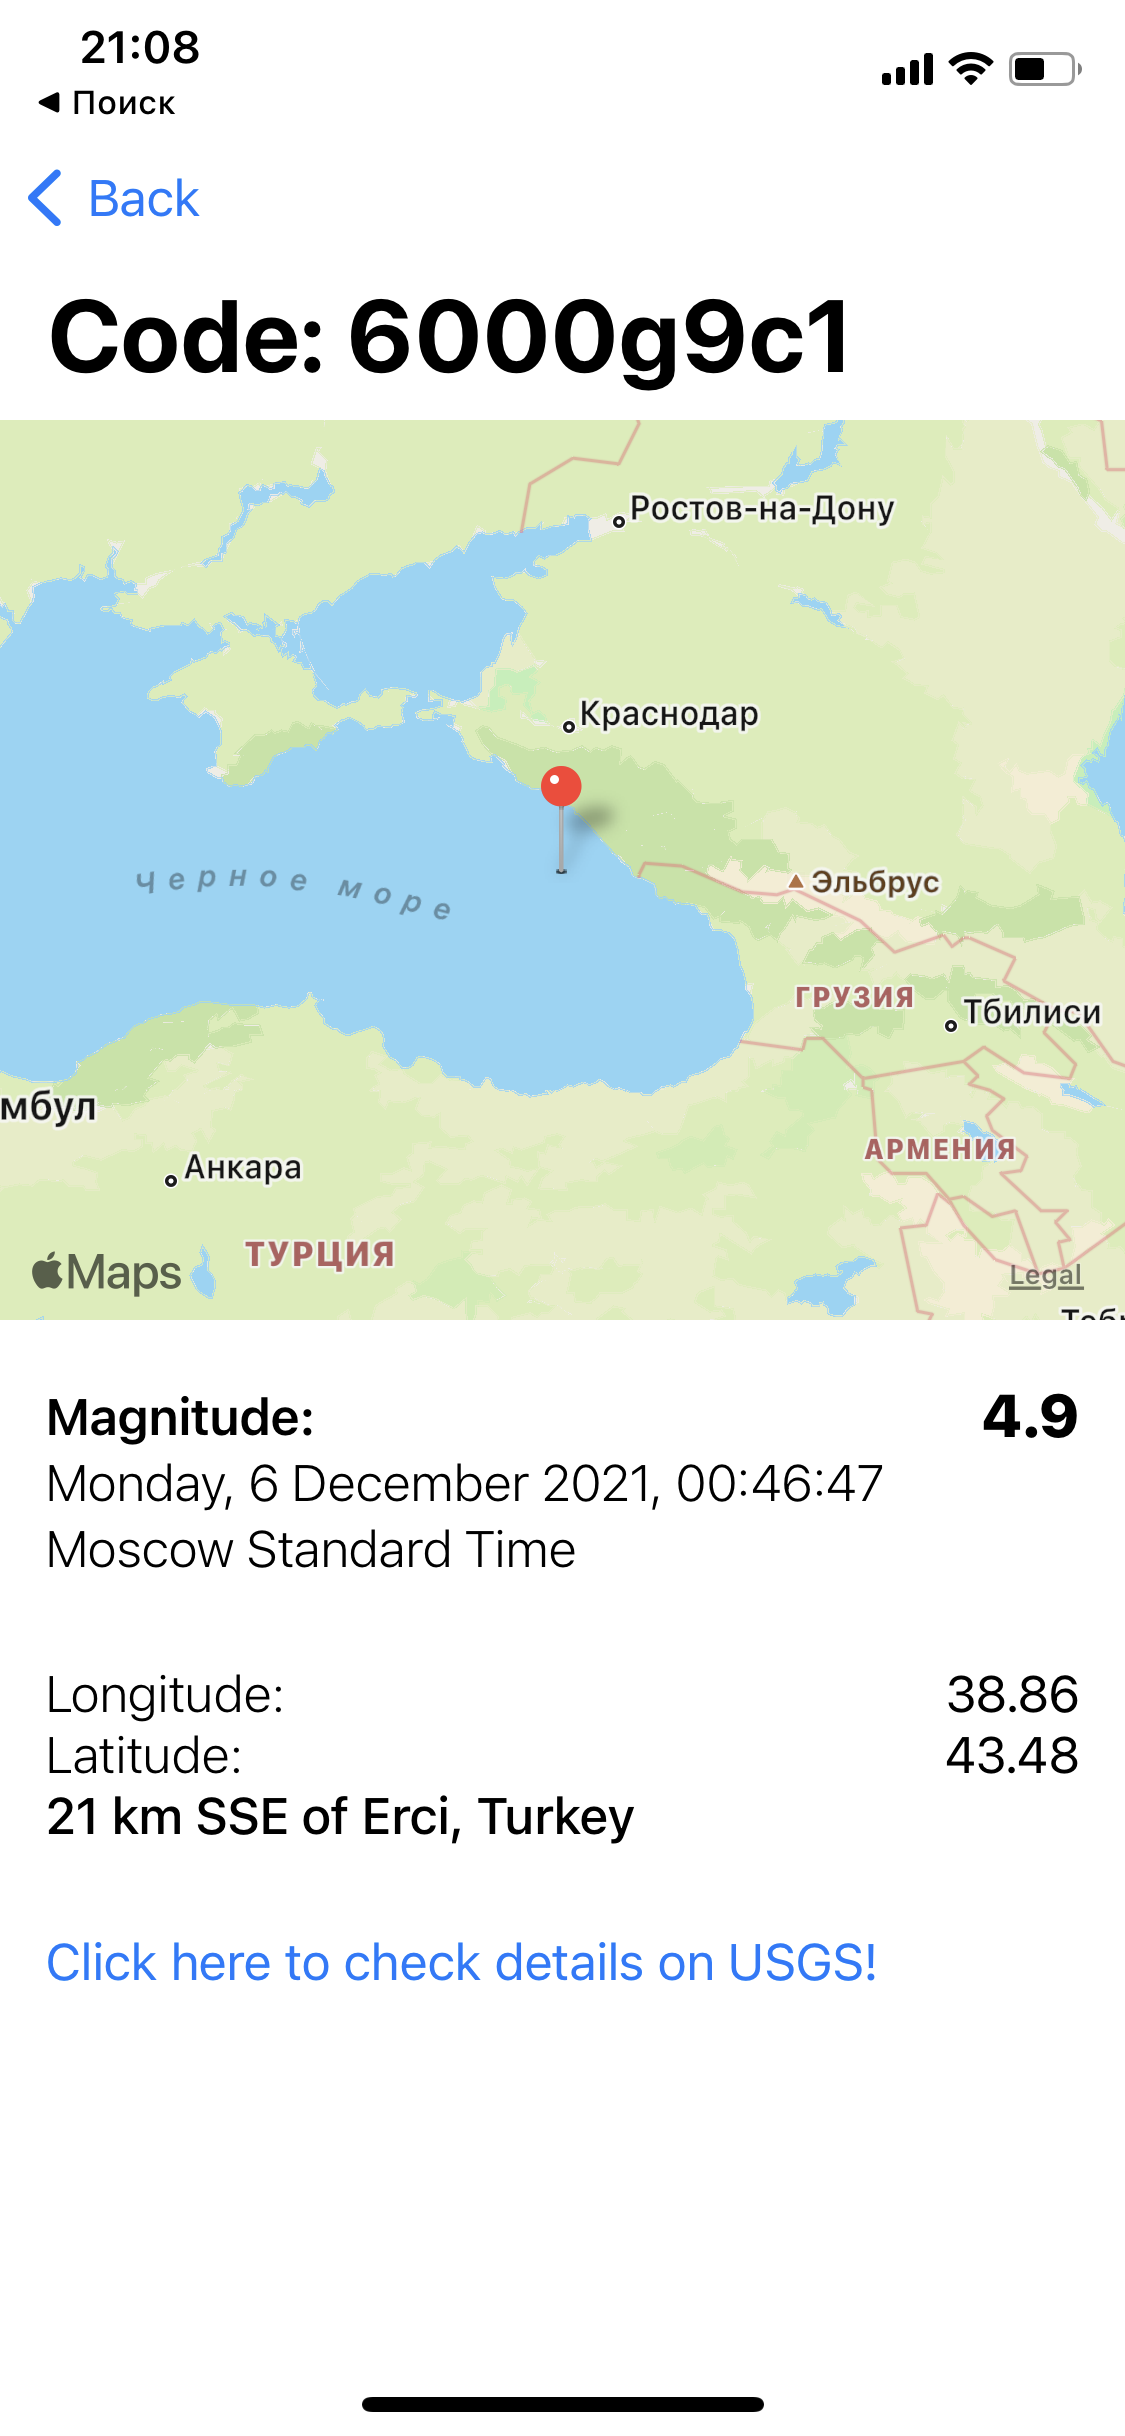 21:08
◀ Поиск
Back
Code: 6000g9c1
Ростов-на-Дону
Краснодар
Черное море
Эльбрус
ГРУЗИЯ
Тбилиси
мбул
АРМЕНИЯ
Анкара
ТУРЦИЯ
Maps
Legal
Magnitude: 4.9
Monday, 6 December 2021, 00:46:47
Moscow Standard Time
Longitude: 38.86
Latitude: 43.48
21 km SSE of Erci, Turkey
Click here to check details on USGS!